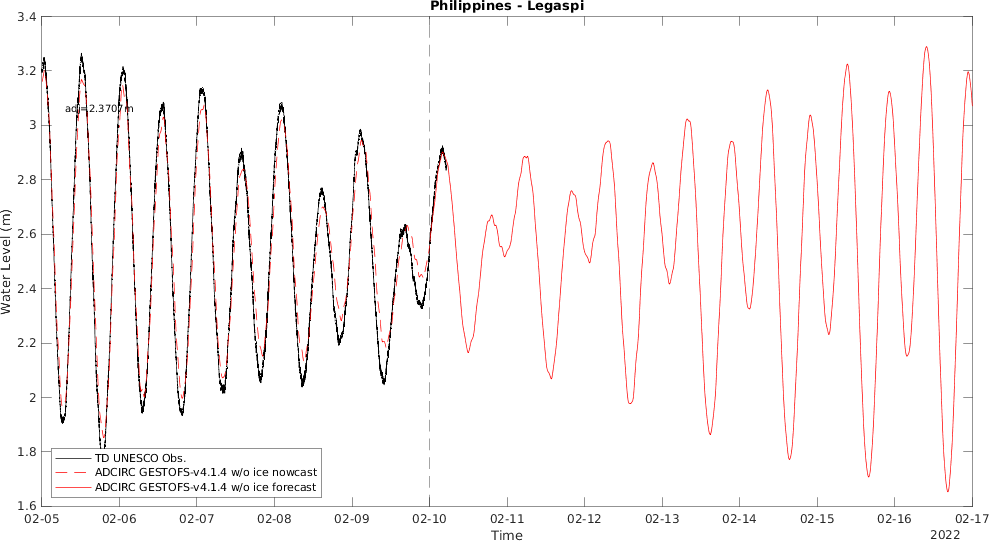 Philippines - Legaspi
3.4
3.2
3
2.8
2.6
2.4
2.2
2
1.8
1.6
Water Level (m)
adj=2.3707m
TD UNESCO Obs.
ADCIRC GESTOFS-v4.1.4 w/o ice nowcast
ADCIRC GESTOFS-v4.1.4 w/o ice forecast
02-05 02-06 02-07 02-08 02-09 02-10 02-11 02-12 02-13 02-14 02-15 02-16 02-17
Time
2022